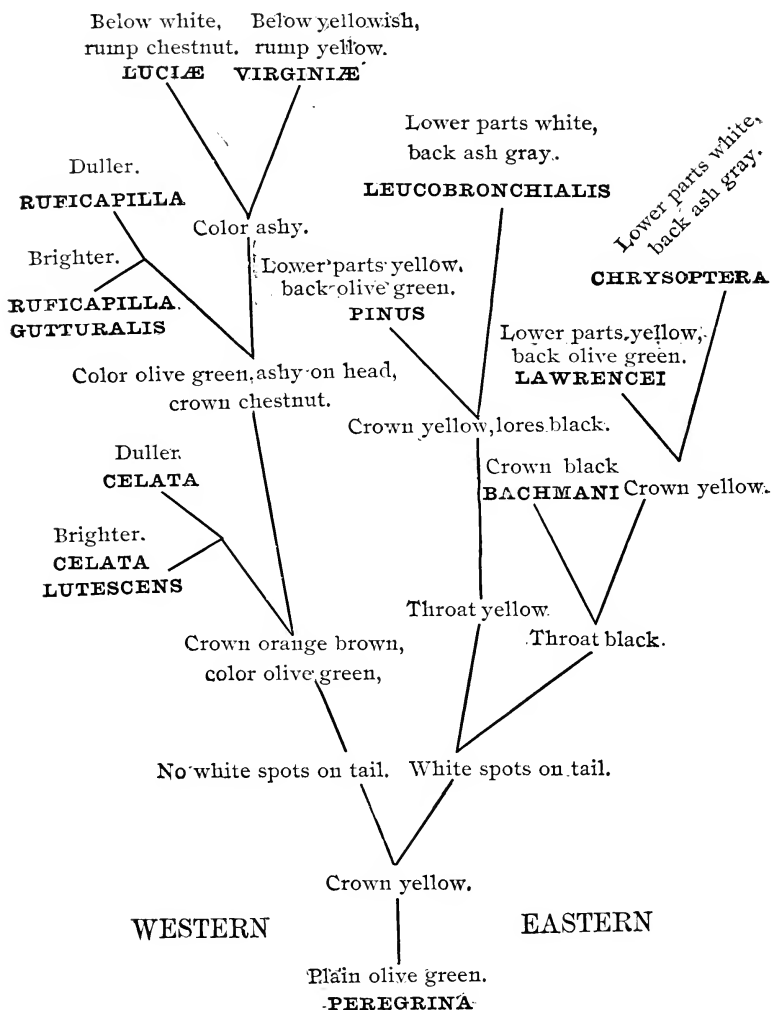 Below white,
rump chestnut.
LUCIÆ
Below yellowish,
rump yellow.
VIRGINIÆ
Lower parts white,
back ash gray.
LEUCOBRONCHIALIS
Lower parts white,
back ash gray.
CHRYSOPTERA
Duller.
RUFICAPILLA
Color ashy.
Brighter.
RUFICAPILLA.
GUTTURALIS
Lower parts yellow.
back olive green.
PINUS
Lower parts yellow,
back olive green.
LAWRENCEI
Color olive green, ashy on head,
crown chestnut.
Crown yellow, lores black.
Duller.
CELATA
Crown black
BACHMANI
Crown yellow.
Brighter.
CELATA
LUTESCENS
Throat yellow.
Throat black.
Crown orange brown,
color olive green,
No white spots on tail.
White spots on tail.
Crown yellow.
WESTERN
EASTERN
Plain olive green.
PEREGRINA